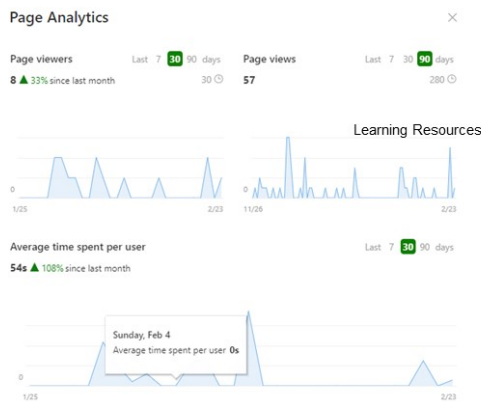 Page Analytics
Page viewers
Last 7 30 90 days
8 ▲ 33% since last month
30
0
1/25 2/23
Page views
Last 7 30 90 days
57
280
Learning Resources
0
11/26 2/23
Average time spent per user
Last 7 30 90 days
54s ▲ 108% since last month
Sunday, Feb 4
Average time spent per user 0s
0
1/25 2/23